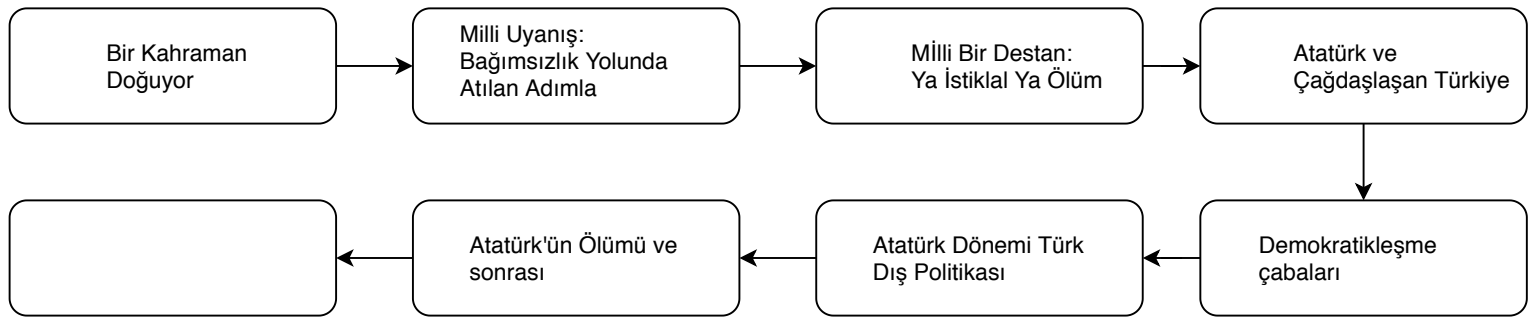 Bir Kahraman
Doğuyor
Milli Uyanış:
Bağımsızlık Yolunda
Atılan Adımla
Mİlli Bir Destan:
Ya İstiklal Ya Ölüm
Atatürk ve
Çağdaşlaşan Türkiye
Demokratikleşme
çabaları
Atatürk Dönemi Türk
Dış Politikası
Atatürk'ün Ölümü ve
sonrası